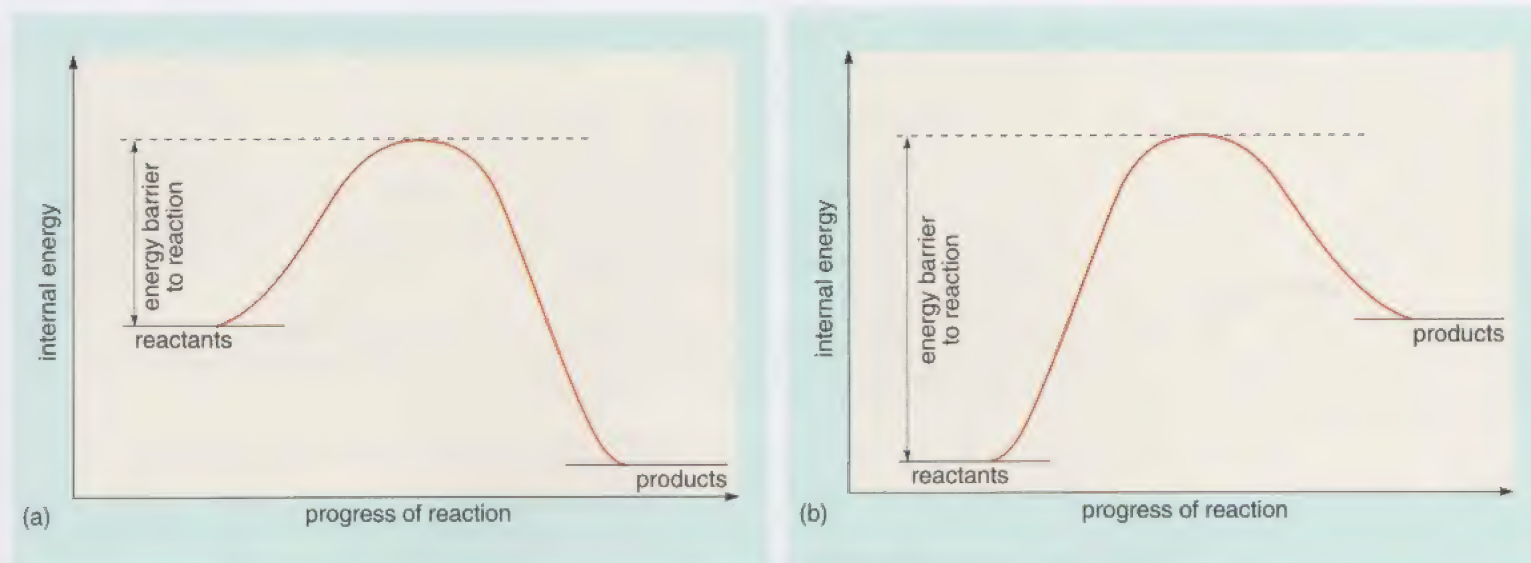 internal energy
energy barrier
to reaction
reactants
products
(a)
progress of reaction
internal energy
energy barrier
to reaction
reactants
products
(b)
progress of reaction